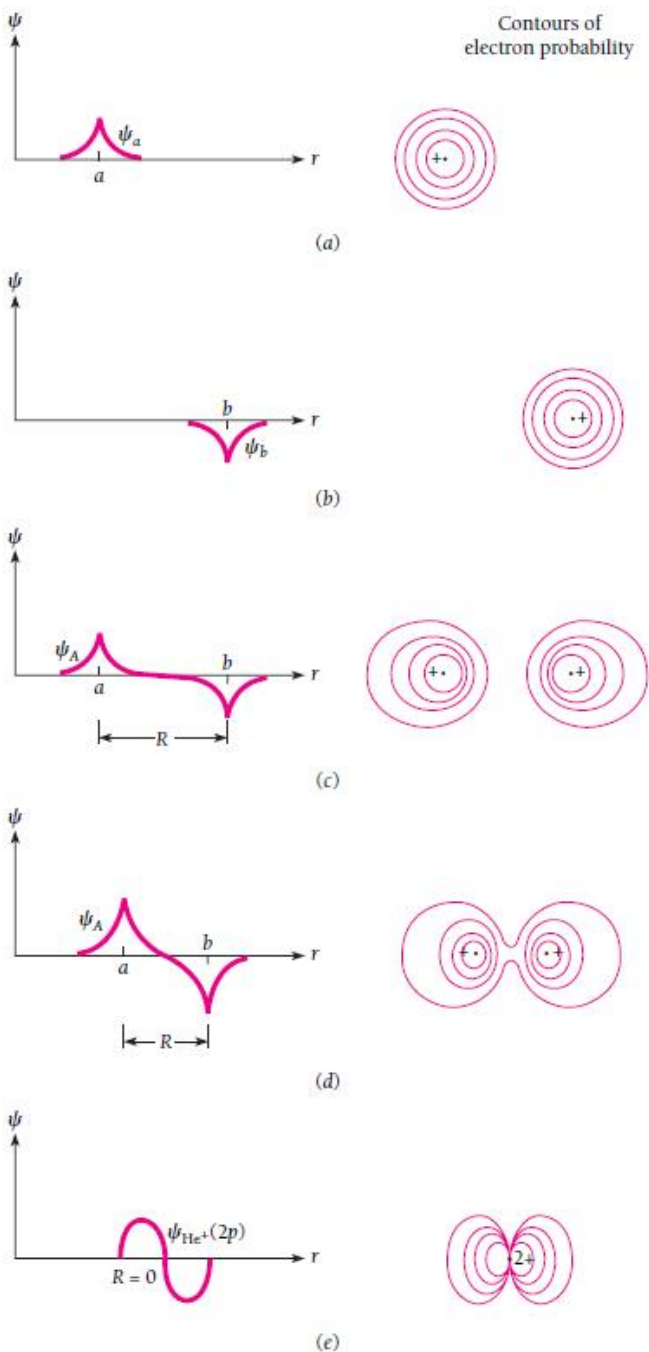 Contours of
electron probability
ψ
ψa
r
a
+
(a)
ψ
b
r
ψb
+
(b)
ψ
ψA
b
r
a
R
+ +
(c)
ψ
ψA
b
r
a
R
+ +
(d)
ψ
ψHe+(2p)
r
R = 0
2+
(e)